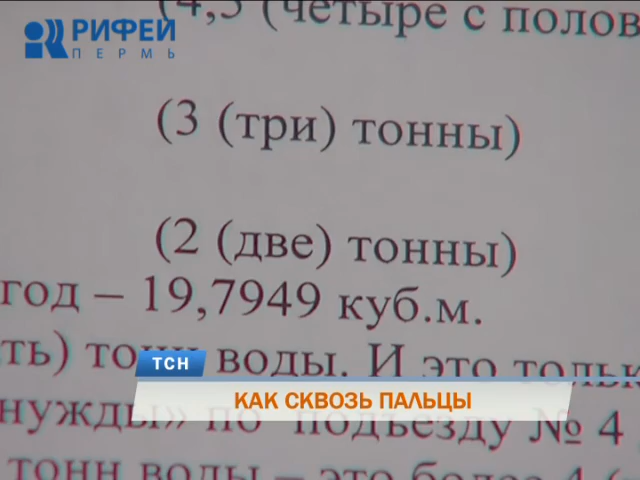 РИФЕЙ
ПЕРМЬ
(4,5 (четыре с полов
(3 (три) тонны)
(2 (две) тонны)
год – 19,7949 куб.м.
ать) тонн воды. И это тольк
нужды» по подъезду № 4
тонн воды – это более 4 (
ТСН
КАК СКВОЗЬ ПАЛЬЦЫ